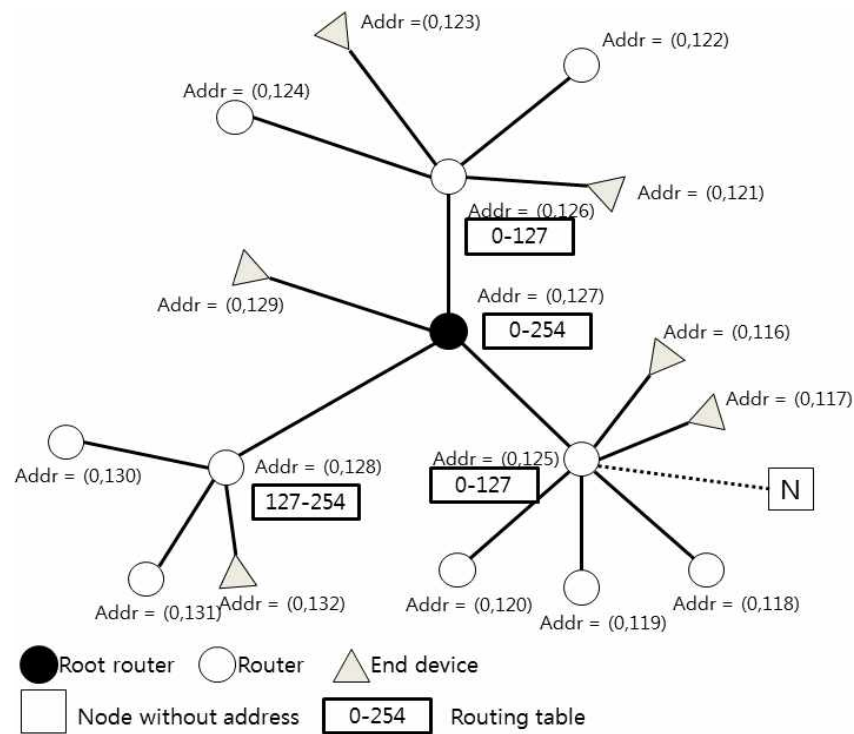 Addr =(0,123)
Addr = (0,122)
Addr = (0,124)
Addr = (0,121)
Addr = (0,126)
0-127
Addr = (0,129)
Addr = (0,127)
0-254
Addr = (0,116)
Addr = (0,117)
Addr = (0,130)
Addr = (0,128)
127-254
Addr = (0,125)
0-127
N
Addr = (0,131)
Addr = (0,132)
Addr = (0,120)
Addr = (0,119)
Addr = (0,118)
Root router
Router
End device
Node without address
0-254
Routing table